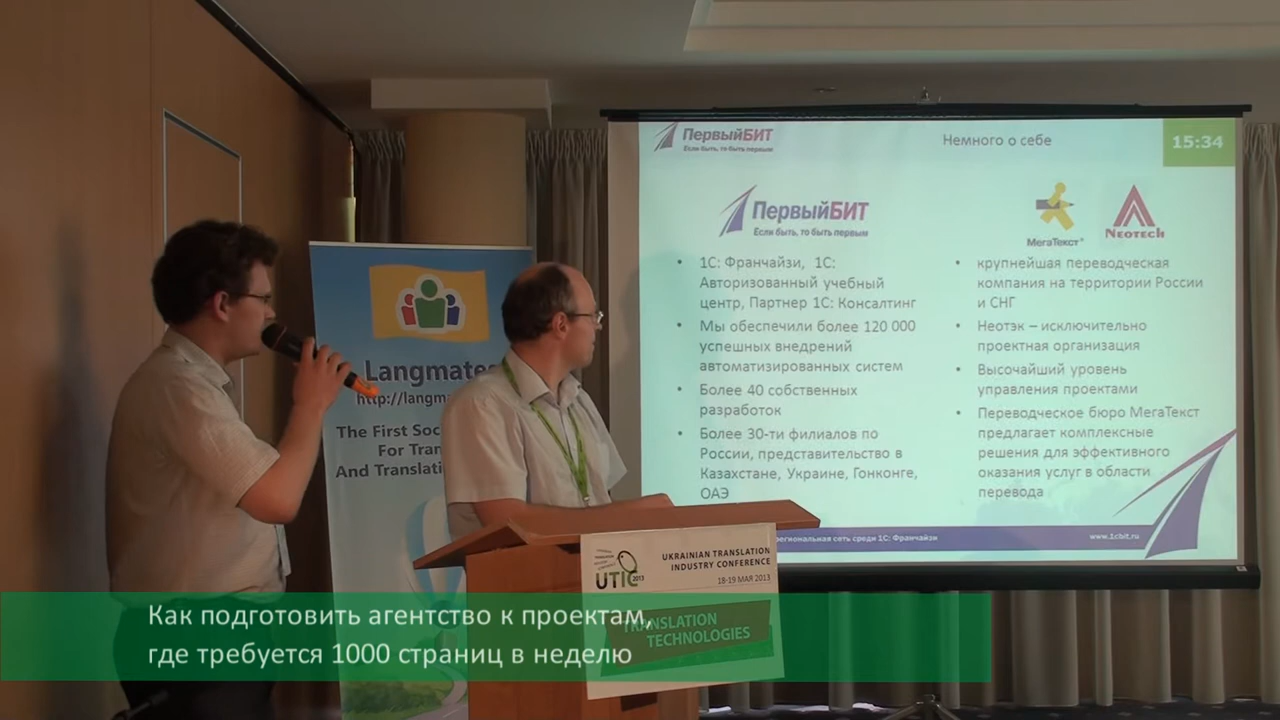 ПервыйБИТ
Если быть, то быть первым
Немного о себе
15:34
ПервыйБИТ
Если быть, то быть первым
МегаТекст®
NEOTECH
• 1С: Франчайзи, 1С:
Авторизованный учебный
центр, Партнер 1С: Консалтинг
• Мы обеспечили более 120 000
успешных внедрений
автоматизированных систем
• Более 40 собственных
разработок
• Более 30-ти филиалов по
России, представительство в
Казахстане, Украине, Гонконге,
ОАЭ
• крупнейшая переводческая
компания на территории России
и СНГ
• Неотэк – исключительно
проектная организация
• Высочайший уровень
управления проектами
• Переводческое бюро МегаТекст
предлагает комплексные
решения для эффективного
оказания услуг в области
перевода
региональная сеть среди 1С: Франчайзи
www.1cbit.ru
Langmates
http://langma
The First Soc
For Tran
And Translati
UTIC 2013
UKRAINIAN TRANSLATION
INDUSTRY CONFERENCE
18-19 МАЯ 2013
TRANSLATION
TECHNOLOGIES
Как подготовить агентство к проектам,
где требуется 1000 страниц в неделю